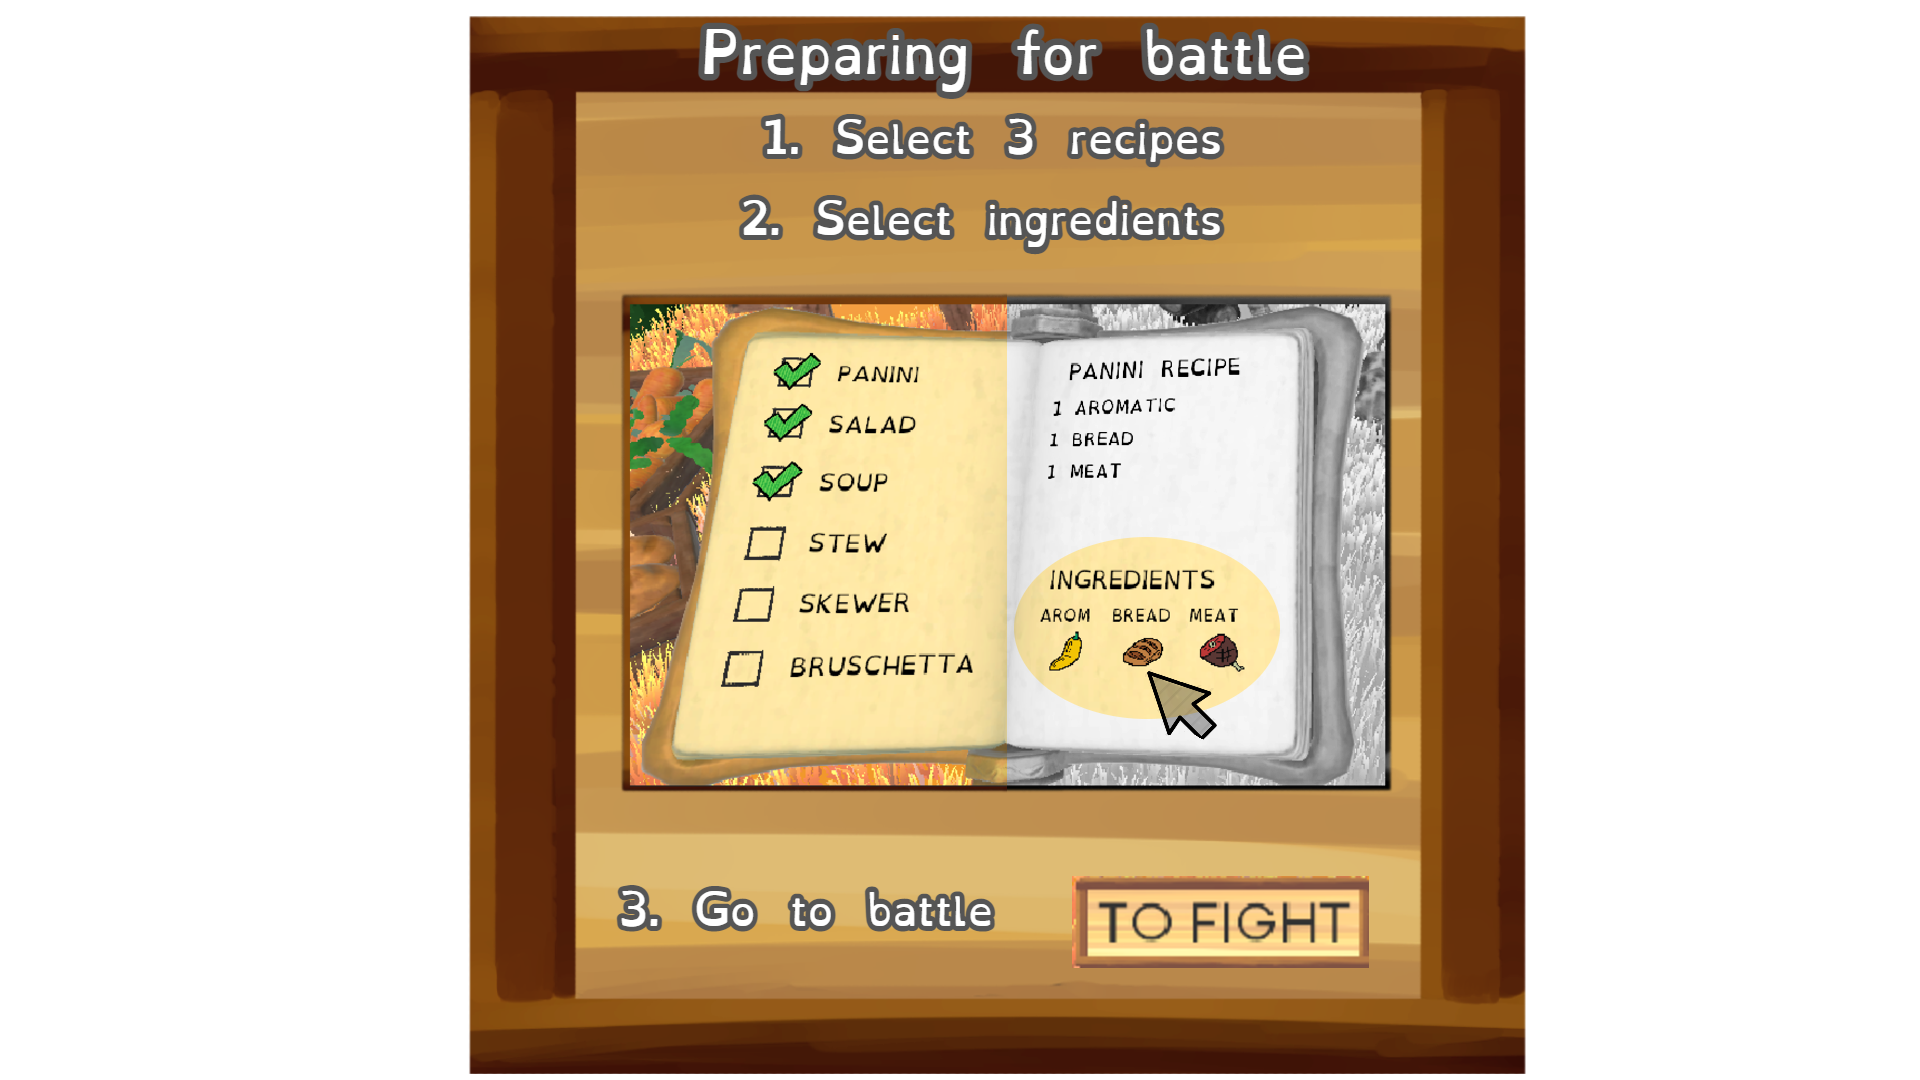 Preparing for battle
1. Select 3 recipes
2. Select ingredients
PANINI
SALAD
SOUP
STEW
SKEWER
BRUSCHETTA
PANINI RECIPE
1 AROMATIC
1 BREAD
1 MEAT
INGREDIENTS
AROM BREAD MEAT
3. Go to battle
TO FIGHT